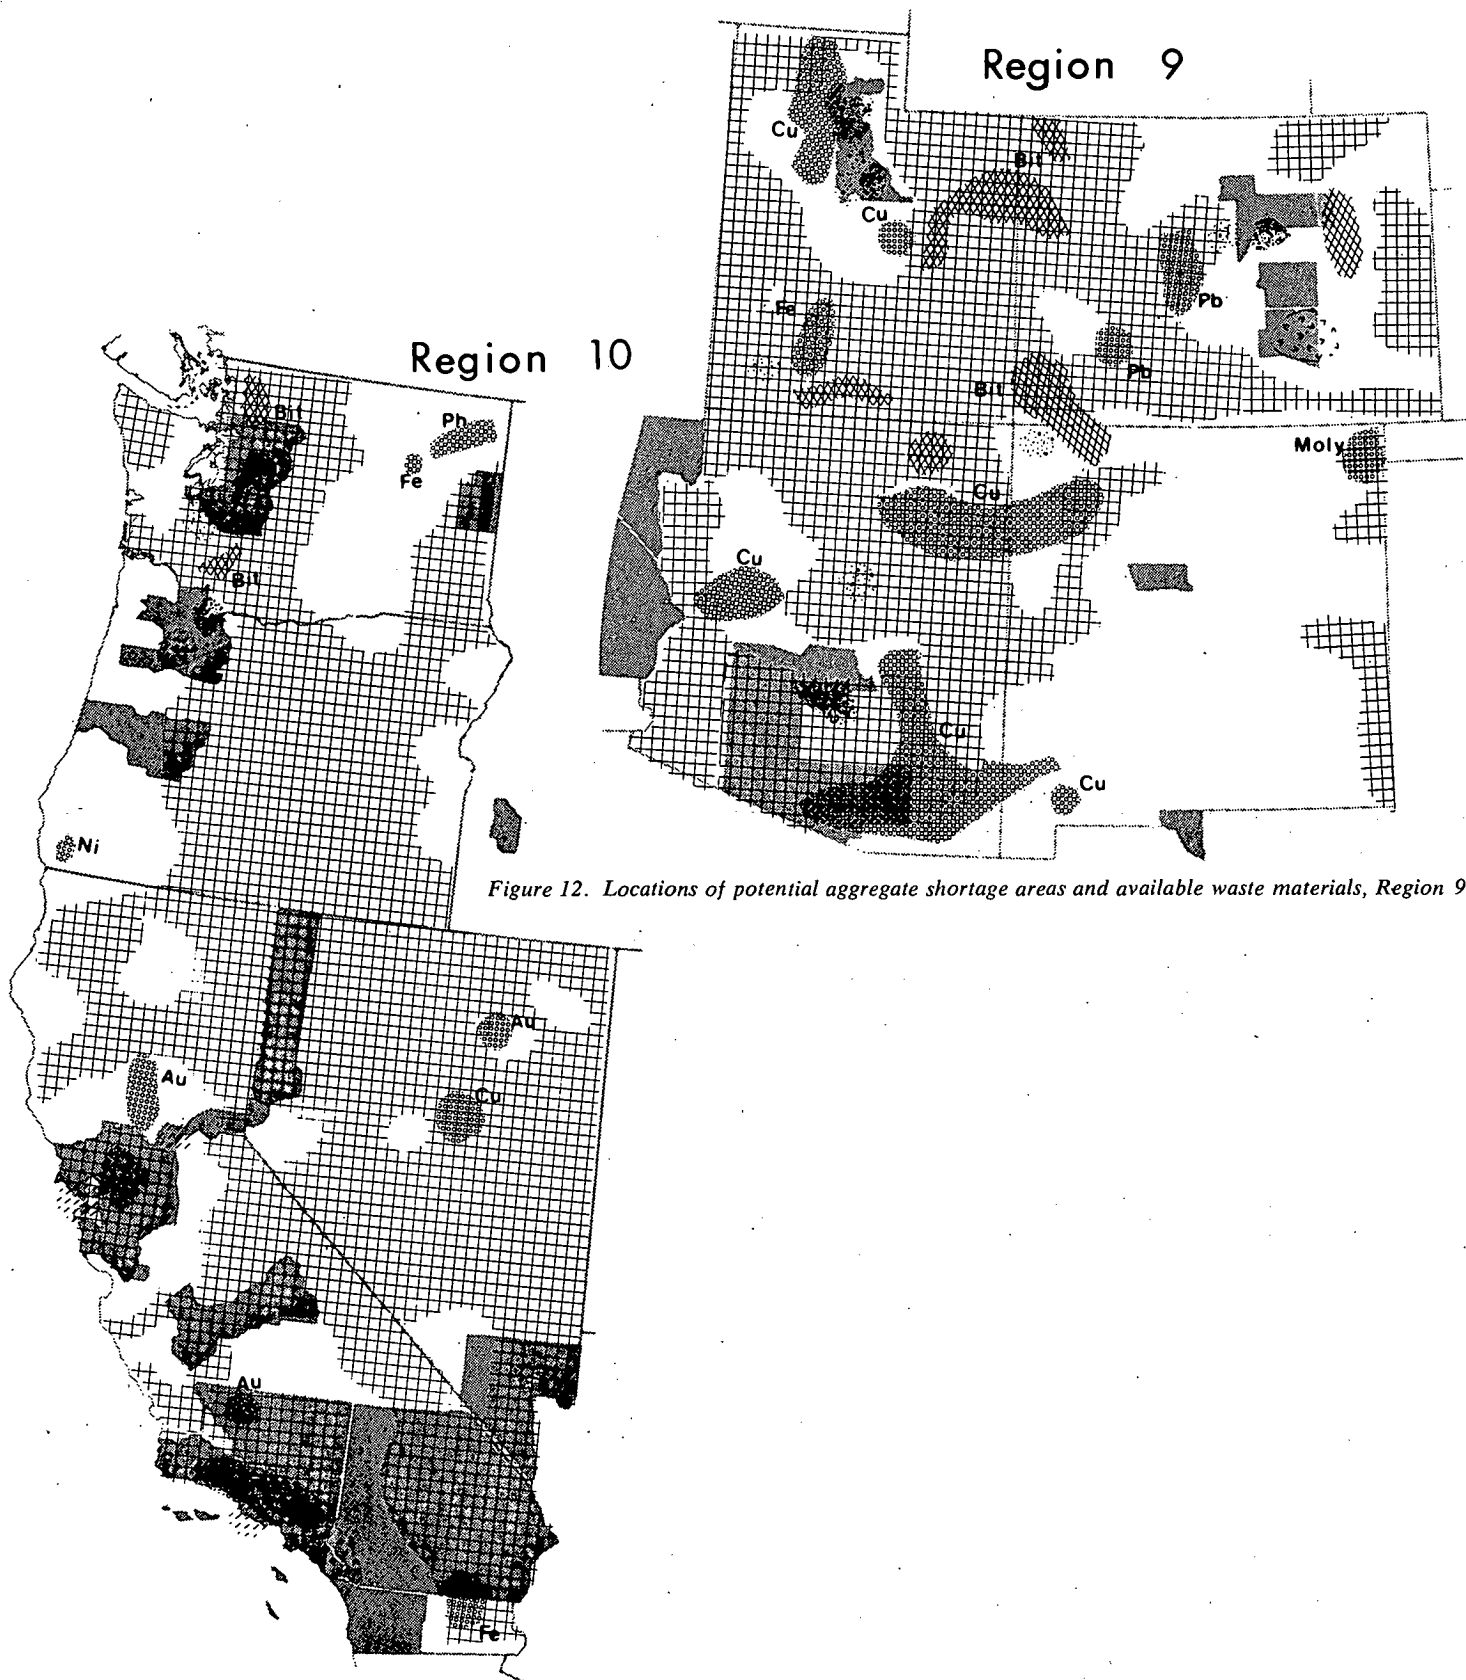 Region 9
Cu
Bit
Cu
Fe
Pb
Pb
Bit
Moly
Cu
Cu
Cu
Cu
Figure 12. Locations of potential aggregate shortage areas and available waste materials, Region 9
Region 10
Bit
Ph
Fe
Bit
Ni
Au
Au
Cu
Au
Fe